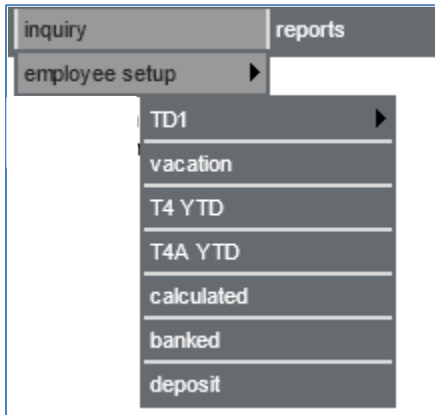 inquiry reports
employee setup
TD1
vacation
T4 YTD
T4A YTD
calculated
banked
deposit